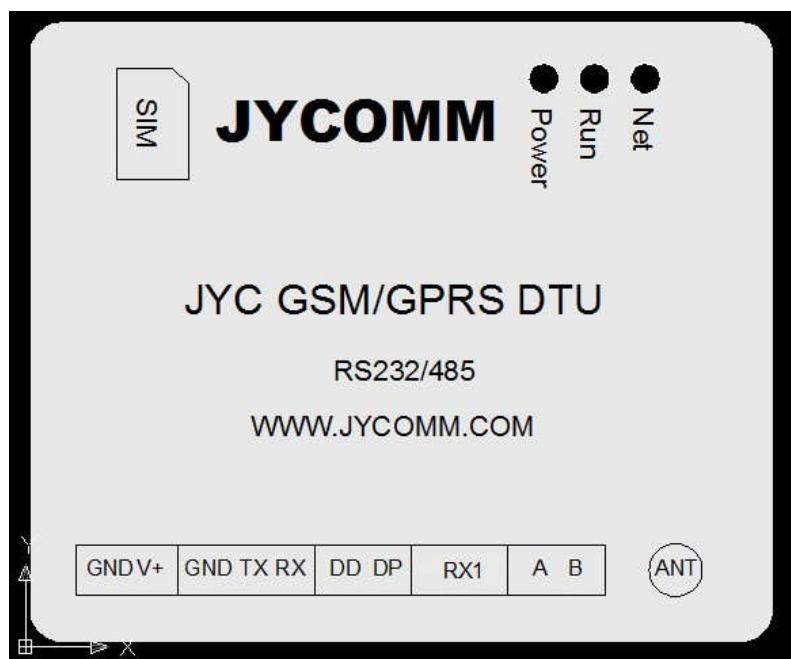 SIM
JYCOMM
Power
Run
Net
JYC GSM/GPRS DTU
RS232/485
WWW.JYCOMM.COM
GND V+ GND TX RX DD DP RX1 A B ANT
Y
X